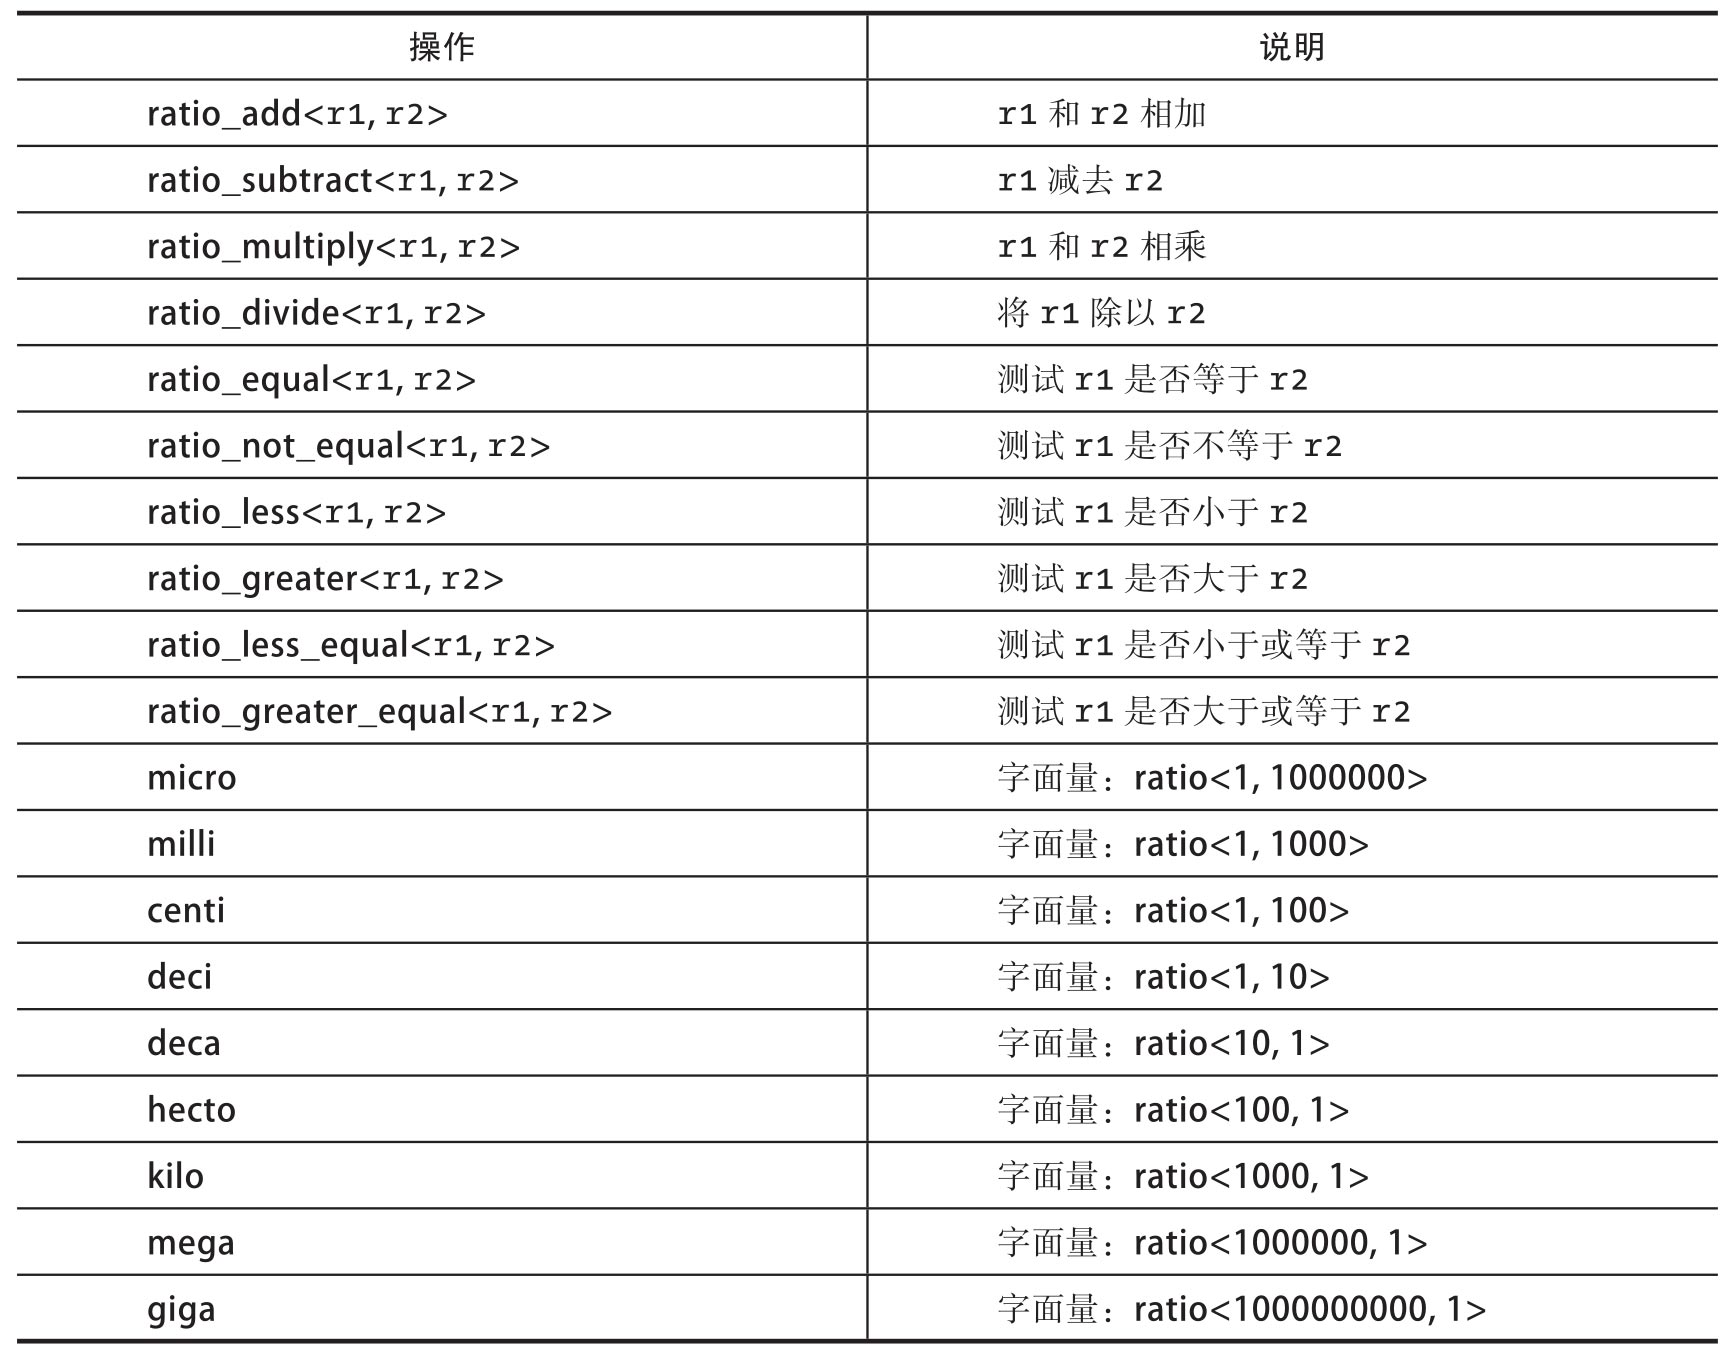 操作 说明
ratio_add<r1, r2> r1 和 r2 相加
ratio_subtract<r1, r2> r1 减去 r2
ratio_multiply<r1, r2> r1 和 r2 相乘
ratio_divide<r1, r2> 将 r1 除以 r2
ratio_equal<r1, r2> 测试 r1 是否等于 r2
ratio_not_equal<r1, r2> 测试 r1 是否不等于 r2
ratio_less<r1, r2> 测试 r1 是否小于 r2
ratio_greater<r1, r2> 测试 r1 是否大于 r2
ratio_less_equal<r1, r2> 测试 r1 是否小于或等于 r2
ratio_greater_equal<r1, r2> 测试 r1 是否大于或等于 r2
micro 字面量：ratio<1, 1000000>
milli 字面量：ratio<1, 1000>
centi 字面量：ratio<1, 100>
deci 字面量：ratio<1, 10>
deca 字面量：ratio<10, 1>
hecto 字面量：ratio<100, 1>
kilo 字面量：ratio<1000, 1>
mega 字面量：ratio<1000000, 1>
giga 字面量：ratio<1000000000, 1>